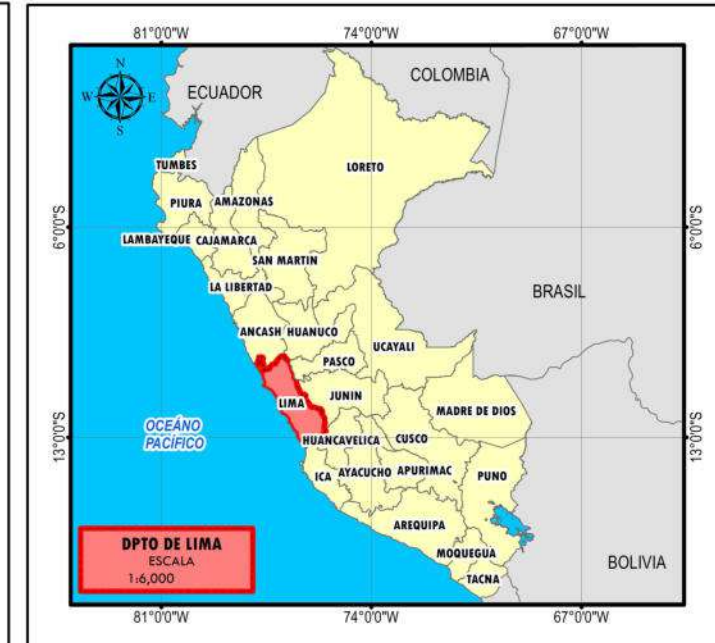 81°0'0"W 74°0'0"W 67°0'0"W
N
W E
S
ECUADOR
COLOMBIA
TUMBES
LORETO
PIURA AMAZONAS
6°0'0"S 6°0'0"S
LAMBAYEQUE CAJAMARCA
SAN MARTIN
LA LIBERTAD
BRASIL
ANCASH HUANUCO
UCAYALI
PASCO
JUNIN
LIMA
MADRE DE DIOS
OCEÁNO
PACÍFICO
13°0'0"S 13°0'0"S
HUANCAVELICA CUSCO
ICA AYACUCHO APURIMAC PUNO
AREQUIPA
DPTO DE LIMA
ESCALA
1:6,000
MOQUEGUA
BOLIVIA
TACNA
81°0'0"W 74°0'0"W 67°0'0"W